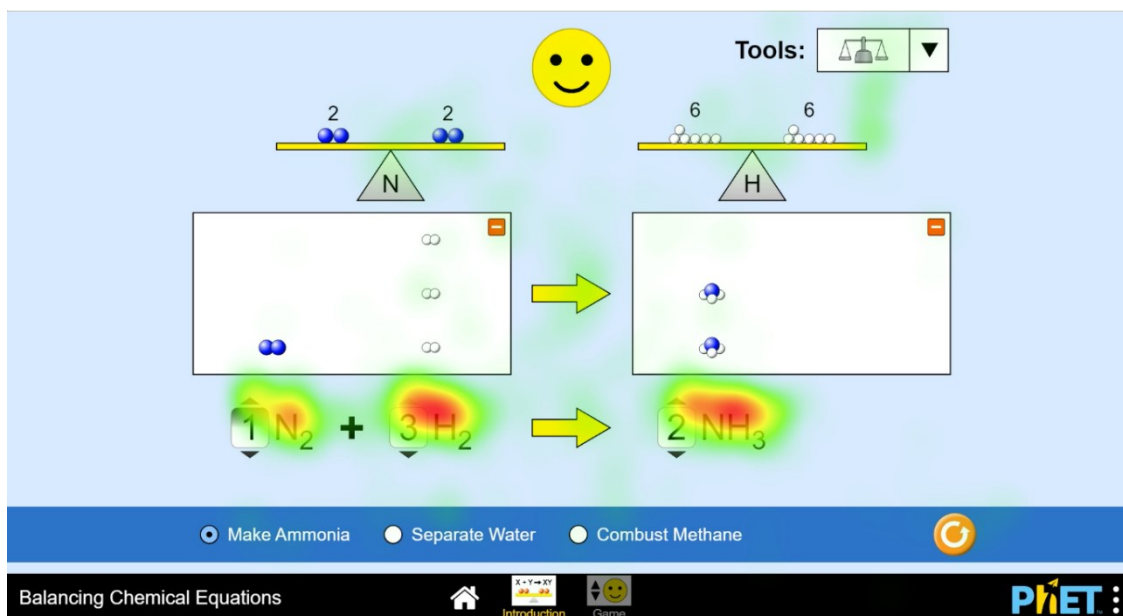 Tools:
2 2 6 6
N H
1 N₂ + 3 H₂ 2 NH₃
Make Ammonia Separate Water Combust Methane
X + Y → XY
Balancing Chemical Equations Introduction Game PhET